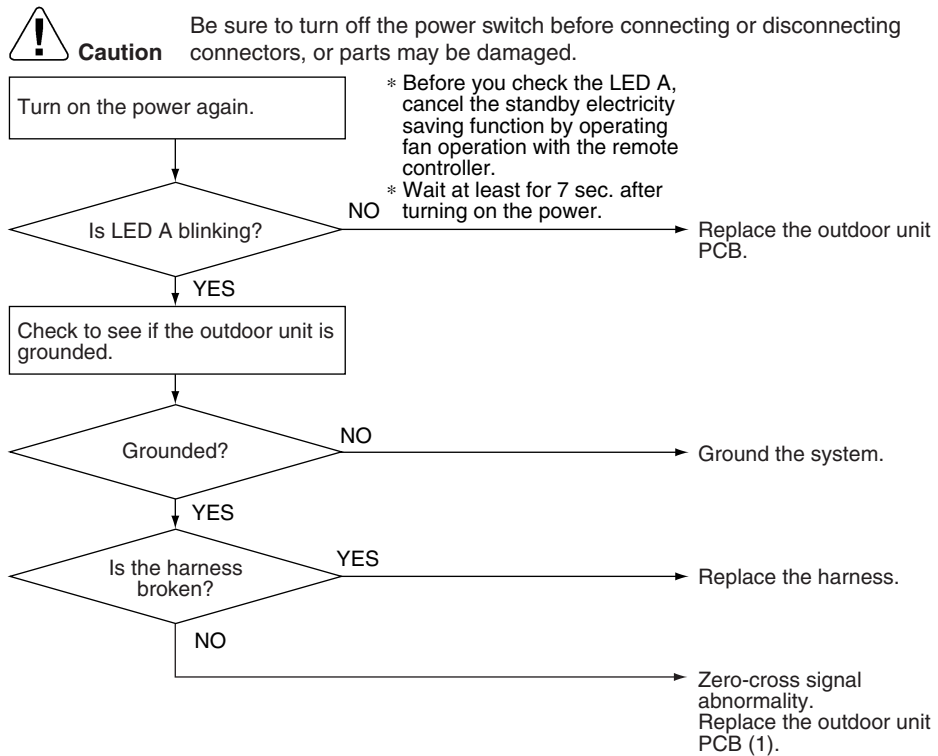 Be sure to turn off the power switch before connecting or disconnecting
Caution connectors, or parts may be damaged.
Turn on the power again.
* Before you check the LED A,
cancel the standby electricity
saving function by operating
fan operation with the remote
controller.
* Wait at least for 7 sec. after
turning on the power.
Is LED A blinking?
NO
Replace the outdoor unit
PCB.
YES
Check to see if the outdoor unit is
grounded.
Grounded?
NO
Ground the system.
YES
Is the harness
broken?
YES
Replace the harness.
NO
Zero-cross signal
abnormality.
Replace the outdoor unit
PCB (1).